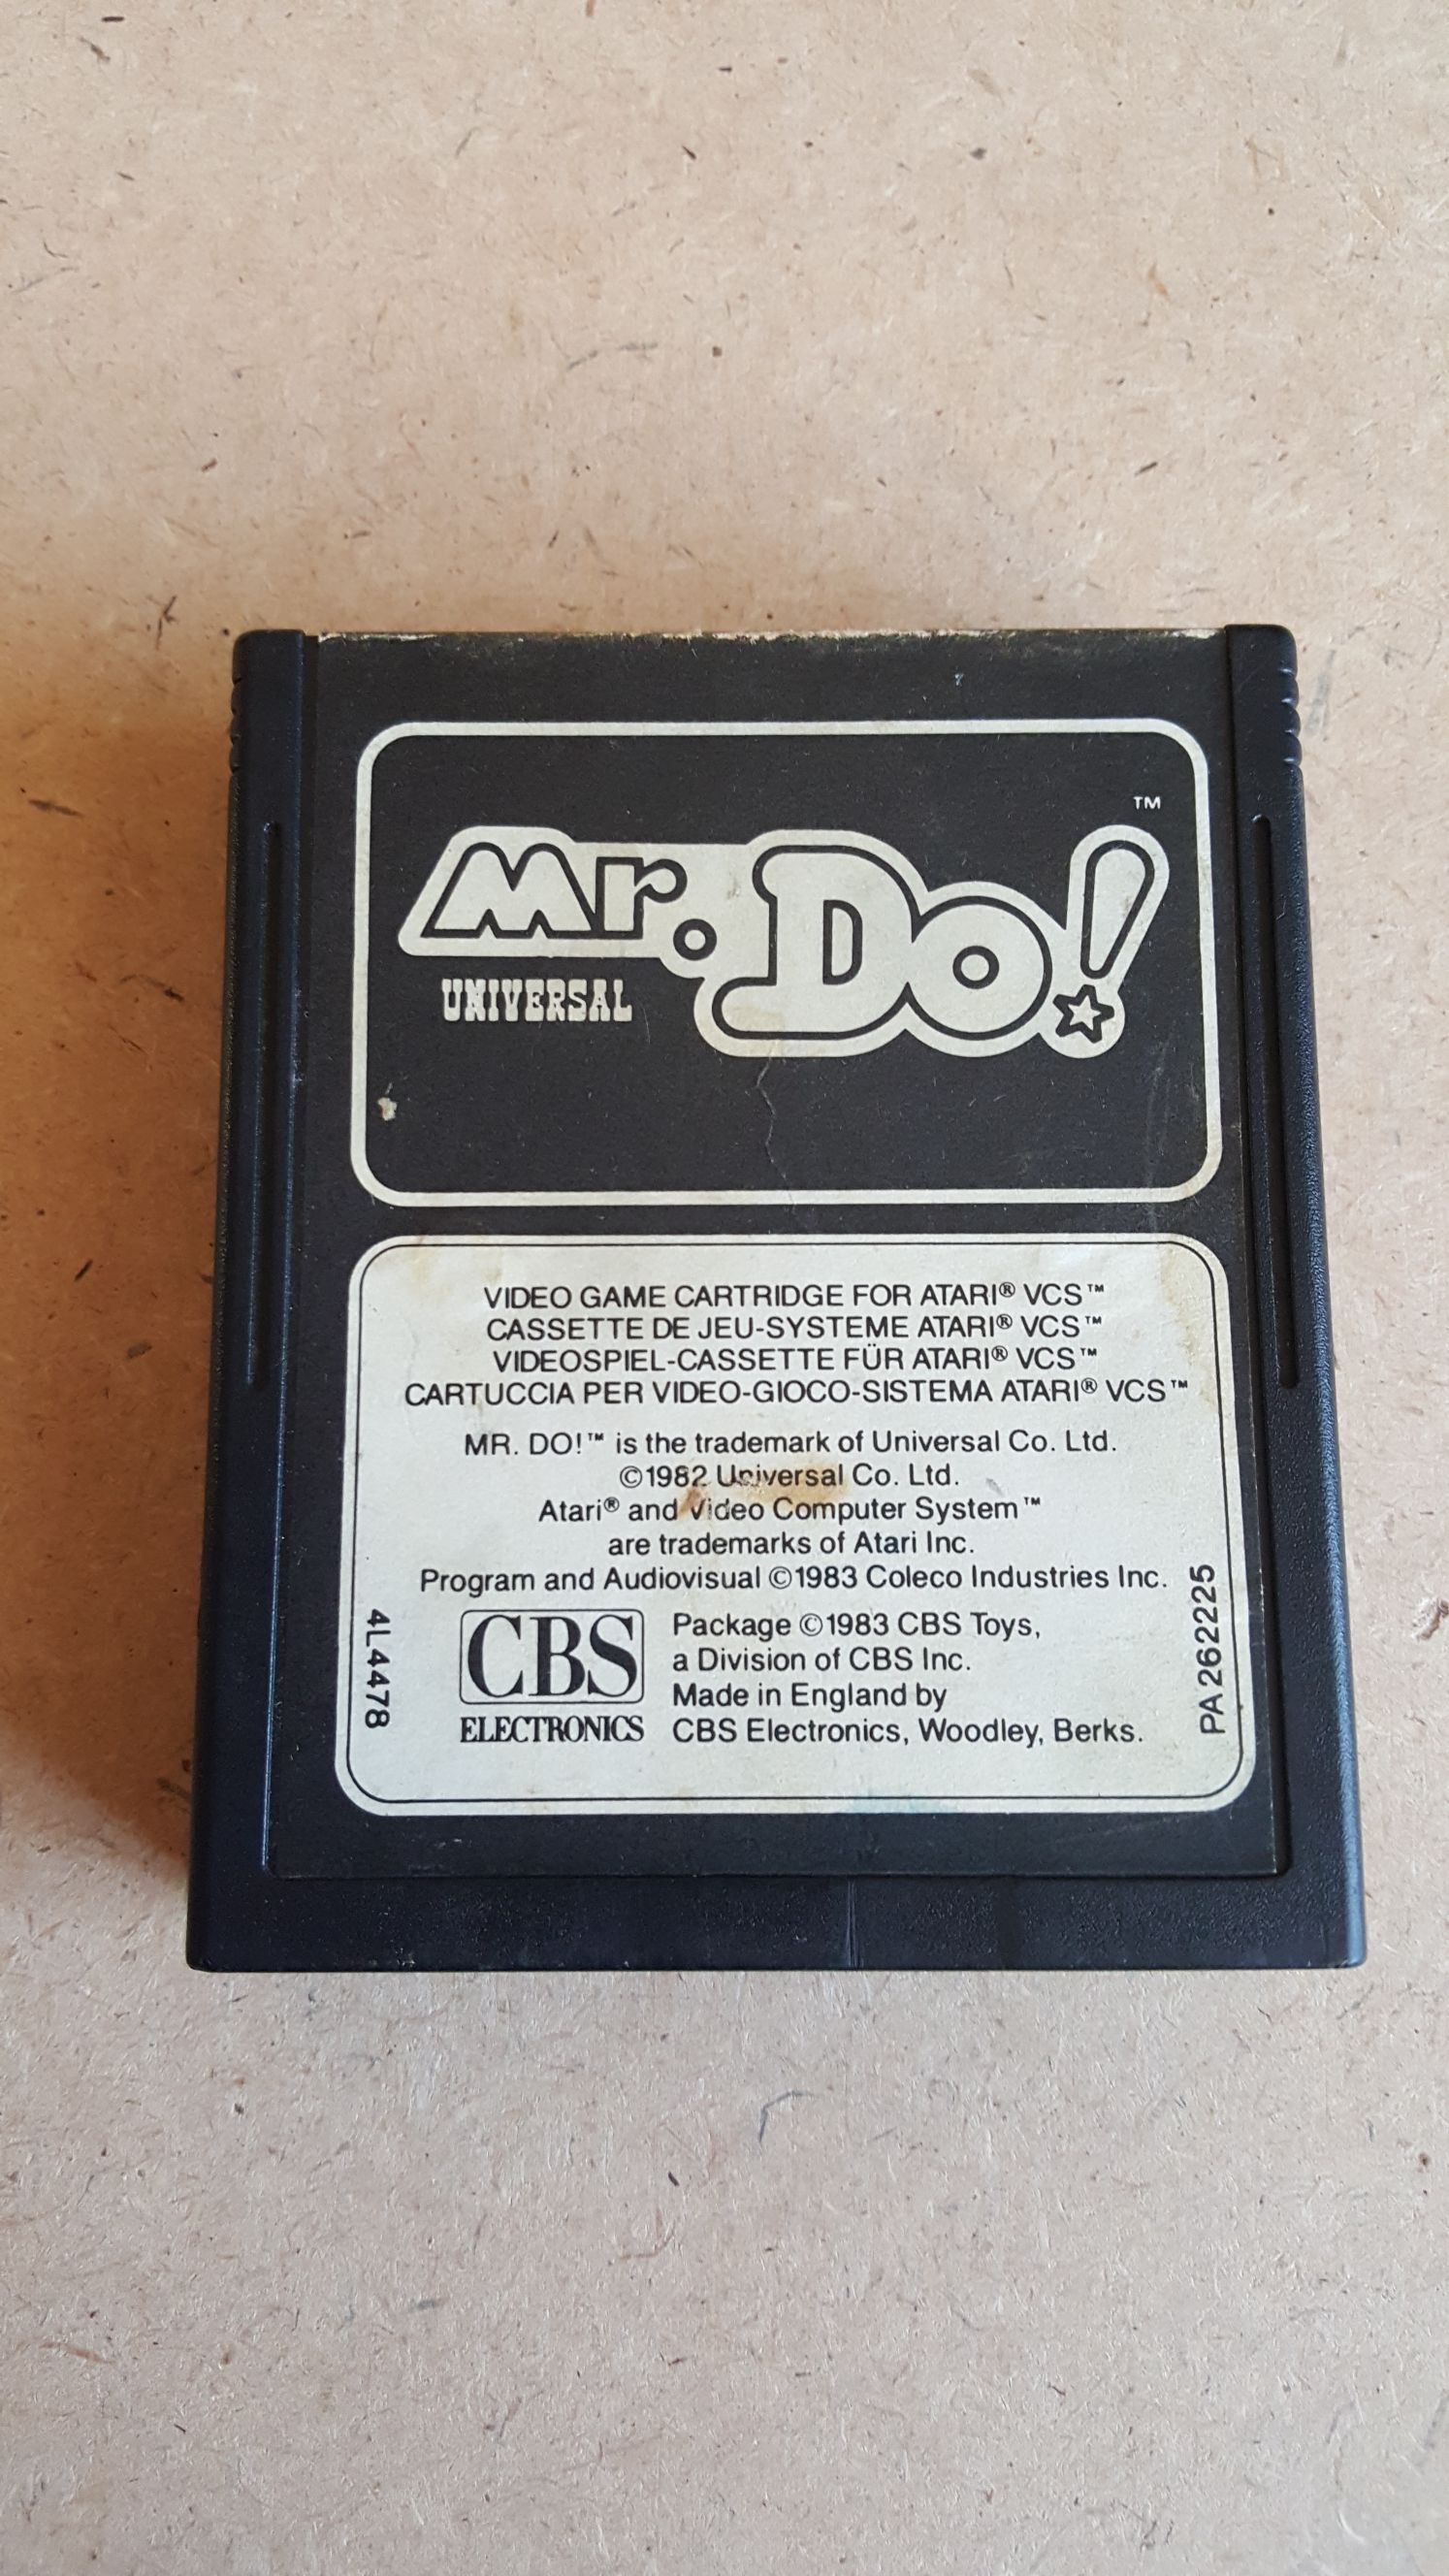 Mr. Do!™
UNIVERSAL
VIDEO GAME CARTRIDGE FOR ATARI® VCS™
CASSETTE DE JEU-SYSTEME ATARI® VCS™
VIDEOSPIEL-CASSETTE FÜR ATARI® VCS™
CARTUCCIA PER VIDEO-GIOCO-SISTEMA ATARI® VCS™
MR. DO!™ is the trademark of Universal Co. Ltd.
©1982 Universal Co. Ltd.
Atari® and Video Computer System™
are trademarks of Atari Inc.
Program and Audiovisual ©1983 Coleco Industries Inc.
CBS
ELECTRONICS
Package ©1983 CBS Toys,
a Division of CBS Inc.
Made in England by
CBS Electronics, Woodley, Berks.
4L4478
PA262225